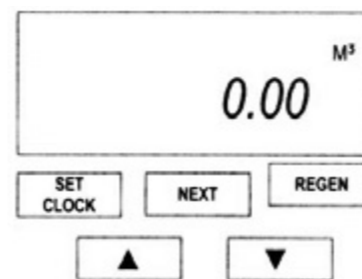 M³
0.00
SET
CLOCK
NEXT
REGEN
▲
▼